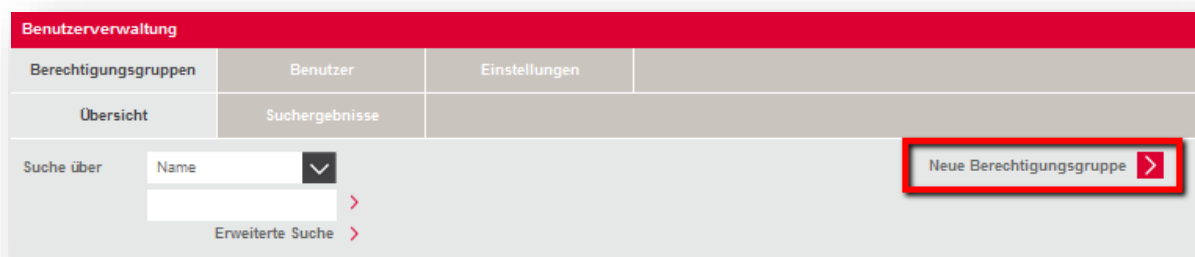 Benutzerverwaltung
Berechtigungsgruppen Benutzer Einstellungen
Übersicht Suchergebnisse
Suche über Name Neue Berechtigungsgruppe
Erweiterte Suche